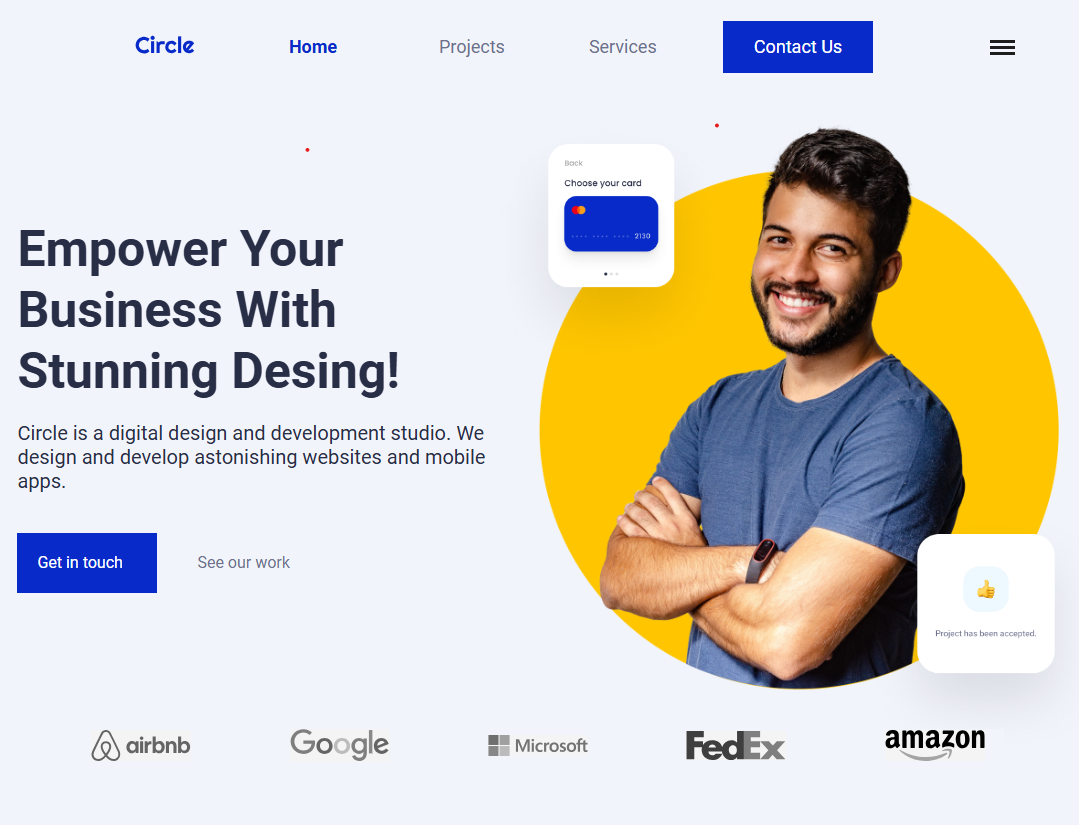 Circle
Home
Projects
Services
Contact Us
Back
Choose your card
2130
Empower Your
Business With
Stunning Desing!
Circle is a digital design and development studio. We
design and develop astonishing websites and mobile
apps.
Get in touch
See our work
Project has been accepted.
airbnb
Google
Microsoft
FedEx
amazon